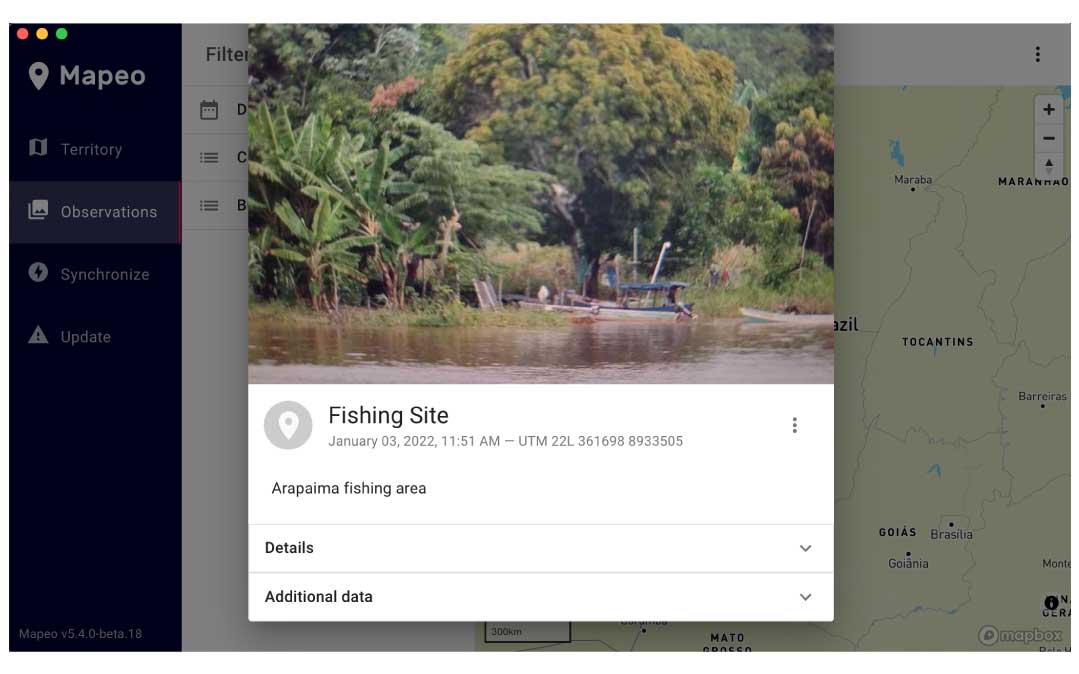 Mapeo
Territory
Observations
Synchronize
Update
Mapeo v5.4.0-beta.18
Filter
D
C
B
Fishing Site
January 03, 2022, 11:51 AM — UTM 22L 361698 8933505
Arapaima fishing area
Details
Additional data
Maraba
MARANHAO
azil
TOCANTINS
Barreiras
GOIÁS
Brasília
Goiânia
Monte
300km
MATO
GROSSO
mapbox